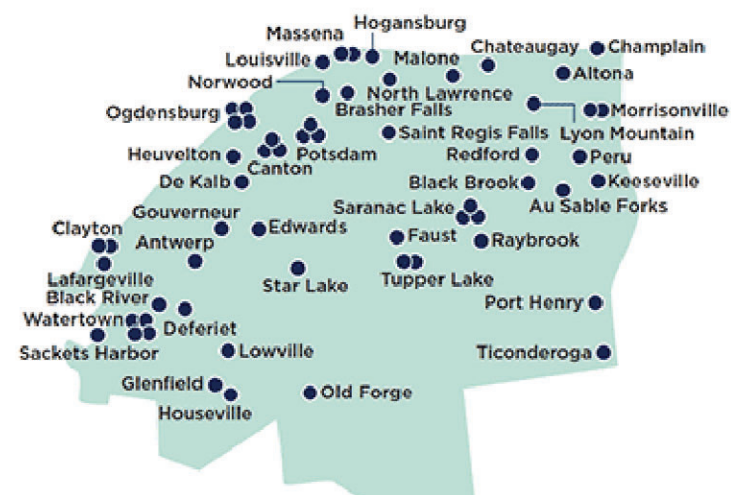 Hogansburg
Massena
Chateaugay
Champlain
Louisville
Malone
Altona
Norwood
North Lawrence
Ogdensburg
Brasher Falls
Morrisonville
Saint Regis Falls
Lyon Mountain
Heuvelton
Canton
Potsdam
Redford
Peru
De Kalb
Black Brook
Keeseville
Gouverneur
Saranac Lake
Au Sable Forks
Clayton
Edwards
Antwerp
Faust
Raybrook
Lafargeville
Star Lake
Tupper Lake
Black River
Port Henry
Watertown
Deferiet
Sackets Harbor
Lowville
Ticonderoga
Glenfield
Old Forge
Houseville